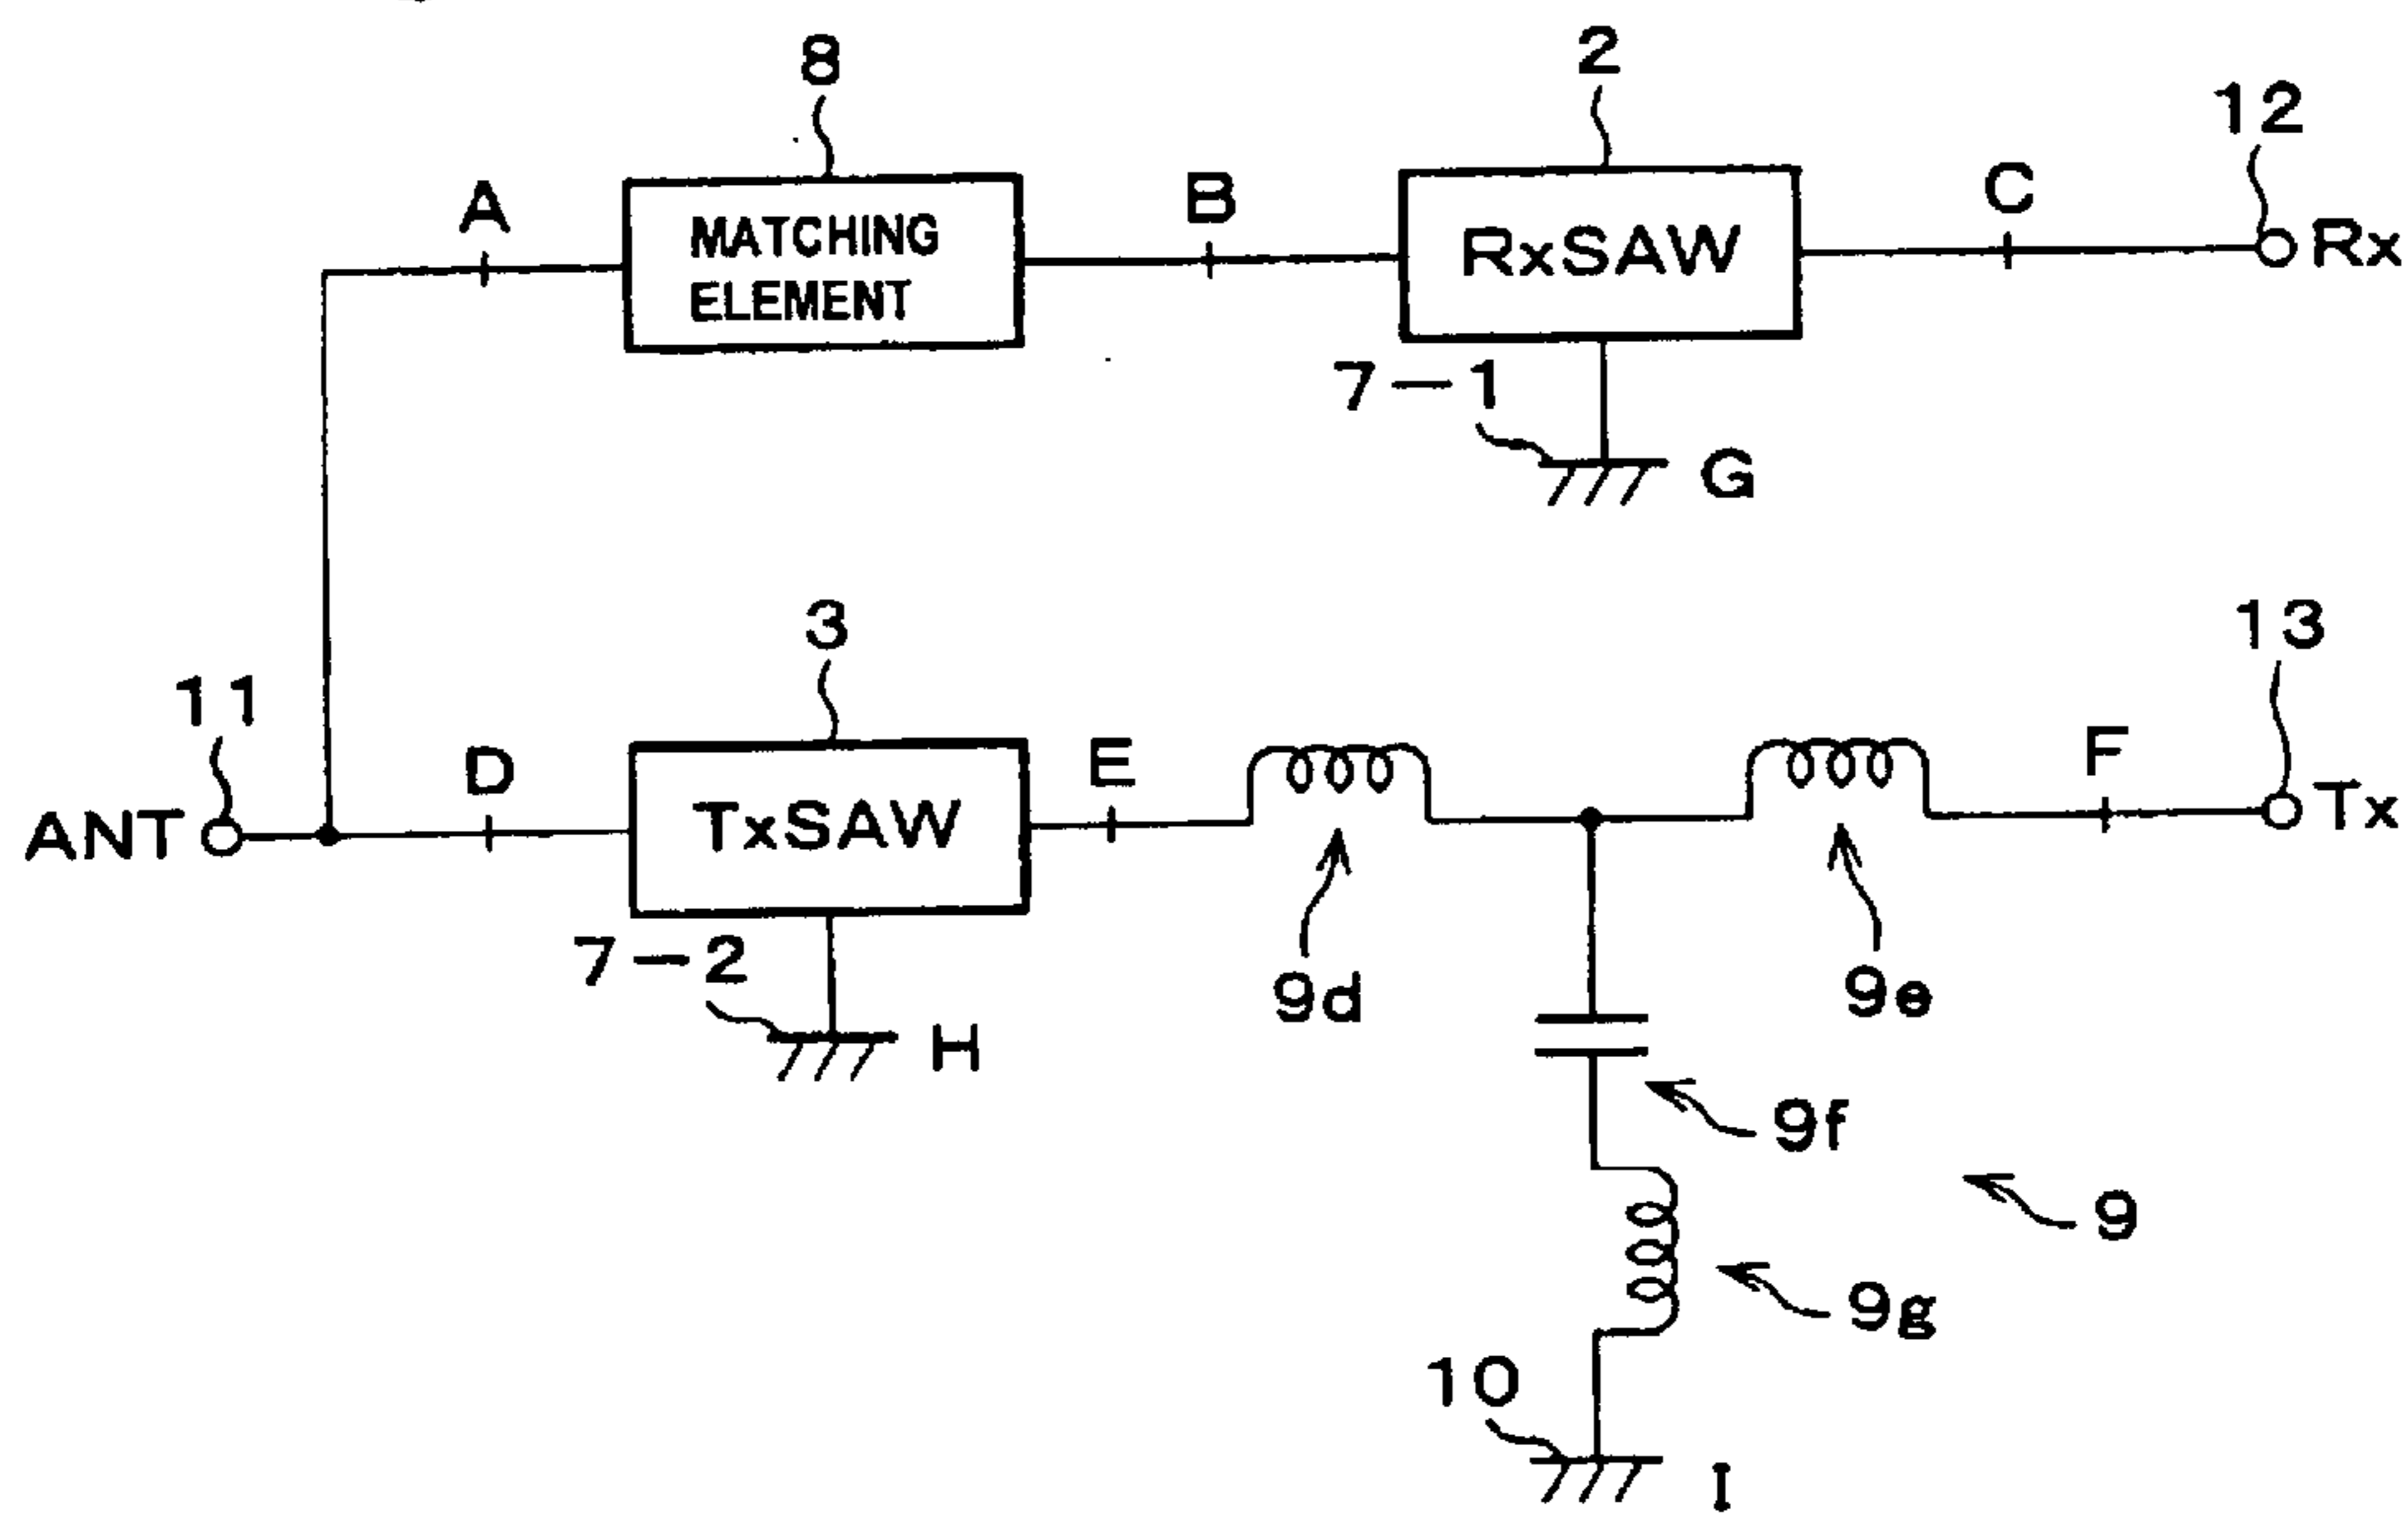 8
2
12
A
B
C
MATCHING
ELEMENT
RxSAW
Rx
7-1
G
3
13
11
D
E
F
ANT
TxSAW
Tx
7-2
H
9d
9e
9f
9
9g
10
I